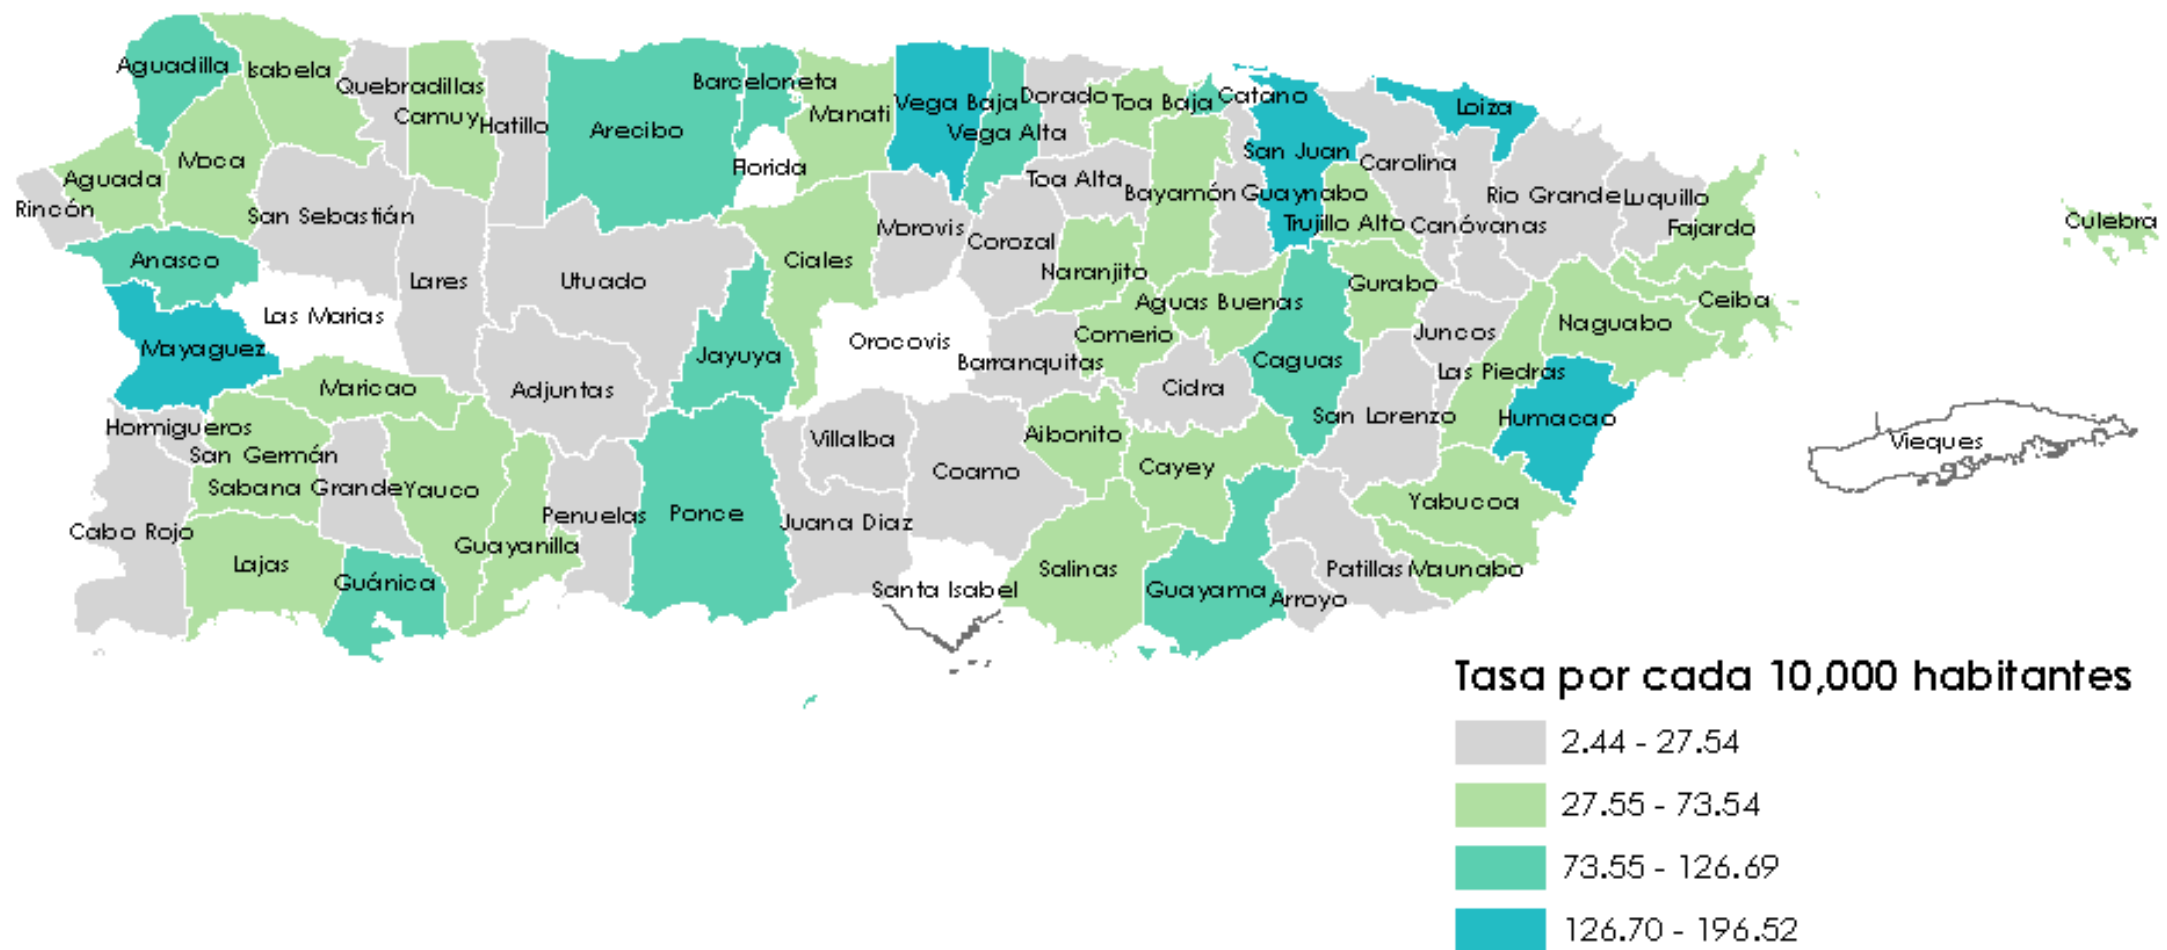 Aguadilla
Isabela
Quebradillas
Camuy
Hatillo
Arecibo
Barceloneta
Manati
Vega Baja
Vega Alta
Dorado
Toa Baja
Catano
Loiza
Florida
San Juan
Carolina
Moca
Aguada
Rincón
San Sebastián
Toa Alta
Bayamón
Guaynabo
Trujillo Alto
Canóvanas
Rio Grande
Luquillo
Fajardo
Culebra
Morovis
Corozal
Naranjito
Anasco
Lares
Utuado
Ciales
Aguas Buenas
Gurabo
Ceiba
Las Marias
Mayaguez
Jayuya
Orocovis
Barranquitas
Comerio
Caguas
Juncos
Naguabo
Las Piedras
Maricao
Adjuntas
Cidra
San Lorenzo
Humacao
Hormigueros
San Germán
Sabana Grande
Yauco
Villalba
Coamo
Aibonito
Cayey
Vieques
Cabo Rojo
Lajas
Guánica
Guayanilla
Penuelas
Ponce
Juana Diaz
Santa Isabel
Salinas
Guayama
Arroyo
Patillas
Maunabo
Yabucoa
Tasa por cada 10,000 habitantes
2.44 - 27.54
27.55 - 73.54
73.55 - 126.69
126.70 - 196.52